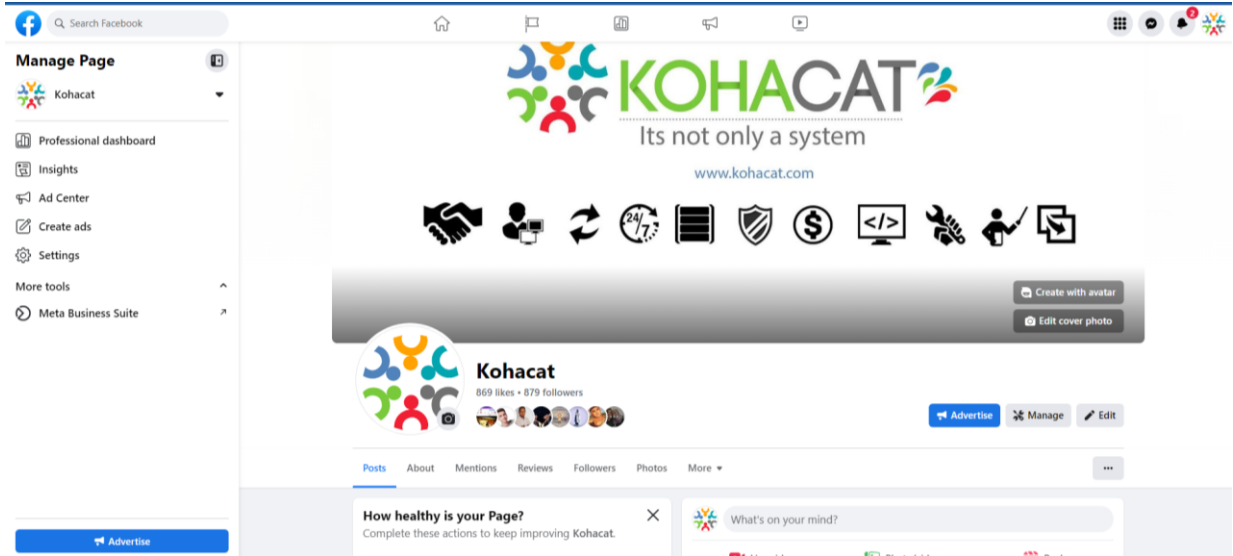 Search Facebook
2
Manage Page
Kohacat
Professional dashboard
Insights
Ad Center
Create ads
Settings
More tools
Meta Business Suite
Advertise
KOHACAT
Its not only a system
www.kohacat.com
24/7
$
</>
Create with avatar
Edit cover photo
Kohacat
869 likes • 879 followers
Advertise
Manage
Edit
Posts About Mentions Reviews Followers Photos More
How healthy is your Page?
Complete these actions to keep improving Kohacat.
What's on your mind?